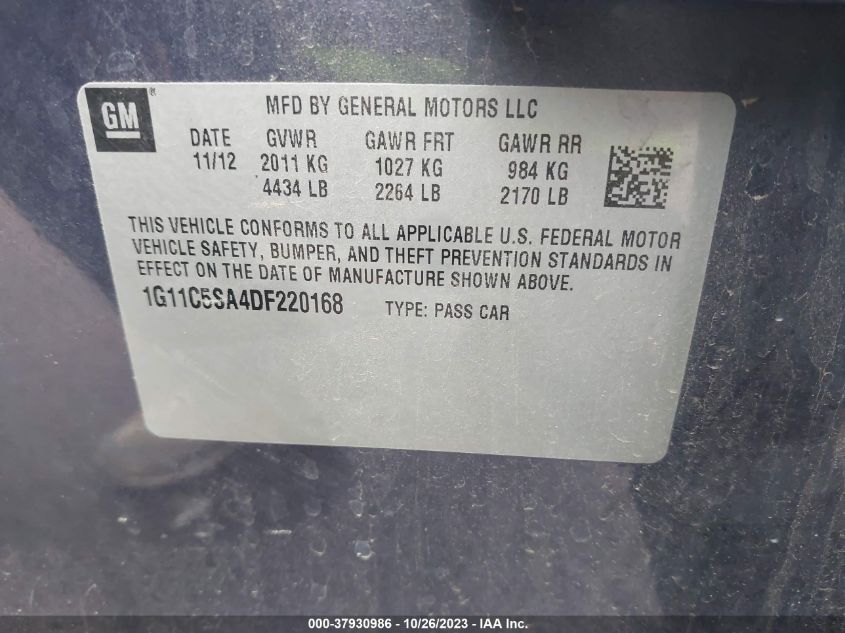 GM®
MFD BY GENERAL MOTORS LLC
DATE GVWR GAWR FRT GAWR RR
11/12 2011 KG 1027 KG 984 KG
4434 LB 2264 LB 2170 LB
THIS VEHICLE CONFORMS TO ALL APPLICABLE U.S. FEDERAL MOTOR
VEHICLE SAFETY, BUMPER, AND THEFT PREVENTION STANDARDS IN
EFFECT ON THE DATE OF MANUFACTURE SHOWN ABOVE.
1G11C5SA4DF220168 TYPE: PASS CAR
000-37930986 - 10/26/2023 - IAA Inc.